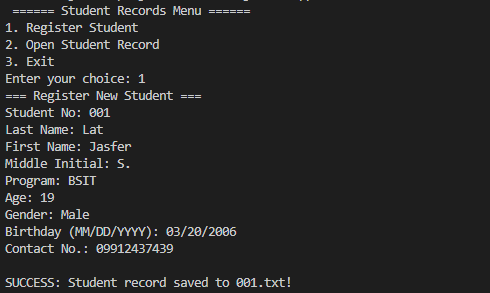 ====== Student Records Menu ======
1. Register Student
2. Open Student Record
3. Exit
Enter your choice: 1
=== Register New Student ===
Student No: 001
Last Name: Lat
First Name: Jasfer
Middle Initial: S.
Program: BSIT
Age: 19
Gender: Male
Birthday (MM/DD/YYYY): 03/20/2006
Contact No.: 09912437439
SUCCESS: Student record saved to 001.txt!